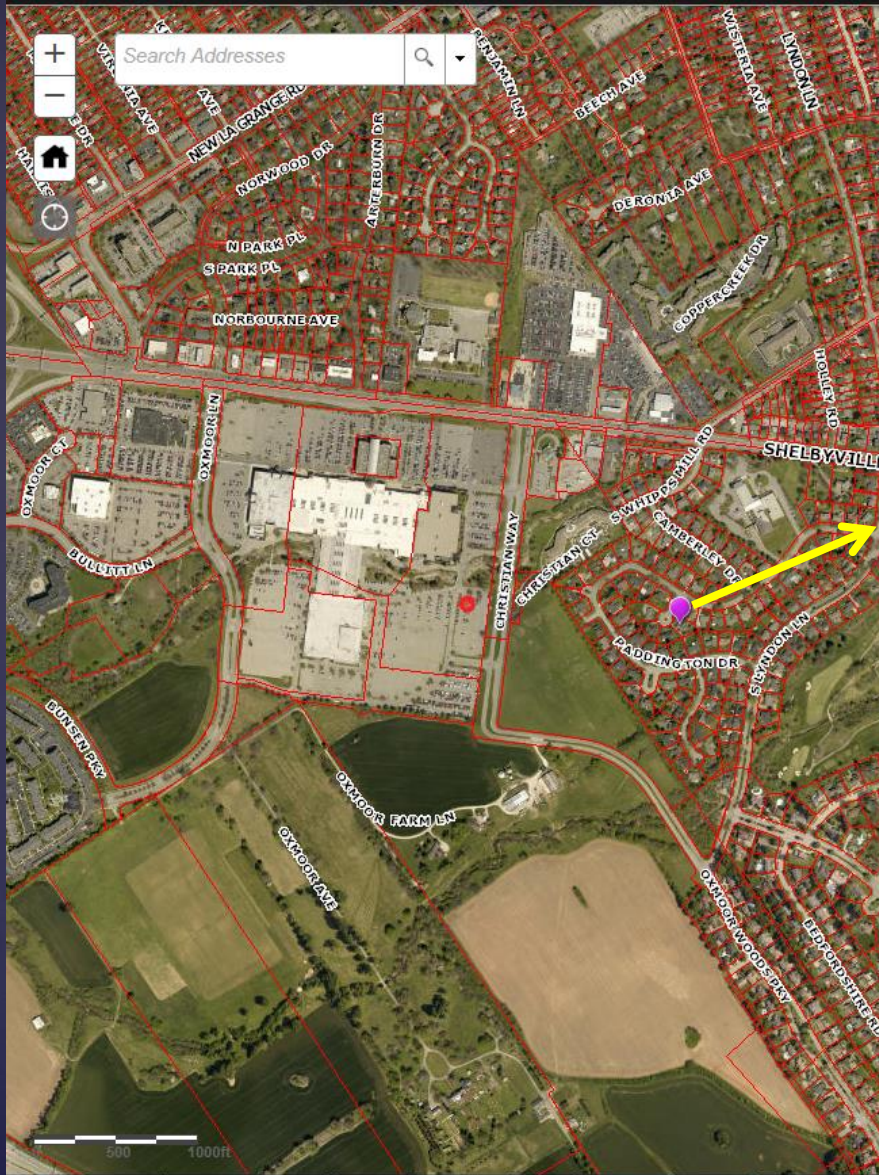 +
Search Addresses
−
NEW LA GRANGE RD
NORWOOD DR
ARTERBURN DR
BENJAMIN LN
BEECH AVE
WISTERIA AVE
LYNDON LN
DERONIA AVE
N PARK PL
S PARK PL
NORBOURNE AVE
COPPERCREEK DR
HOLLEY RD
OXMOOR CT
OXMOOR LN
SHELBYVILLE
S WHIPPS MILL RD
BULLITT LN
CAMBERLEY DR
CHRISTIAN WAY
CHRISTIAN CT
PADDINGTON DR
S LYNDON LN
BUNSEN PKY
OXMOOR FARM LN
OXMOOR AVE
OXMOOR WOODS PKY
BEDFORDSHIRE RD
0 500 1000ft